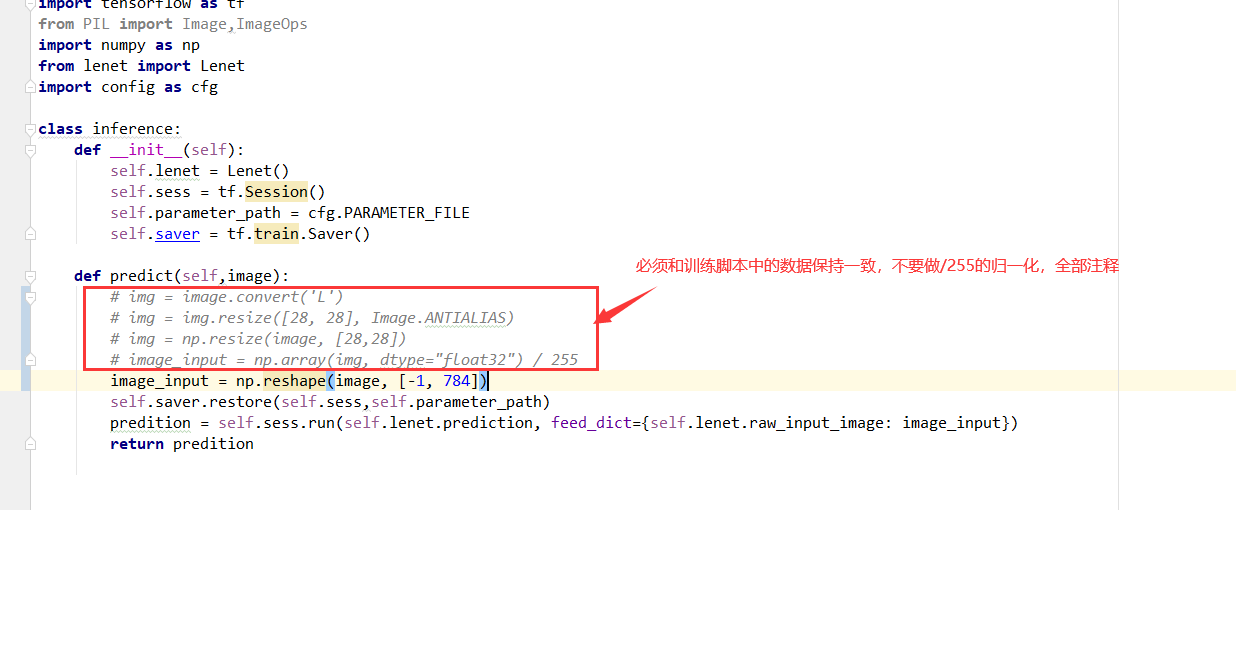 import tensorflow as tf
from PIL import Image,ImageOps
import numpy as np
from lenet import Lenet
import config as cfg
class inference:
def __init__(self):
self.lenet = Lenet()
self.sess = tf.Session()
self.parameter_path = cfg.PARAMETER_FILE
self.saver = tf.train.Saver()
必须和训练脚本中的数据保持一致，不要做/255的归一化，全部注释
def predict(self,image):
# img = image.convert('L')
# img = img.resize([28, 28], Image.ANTIALIAS)
# img = np.resize(image, [28,28])
# image_input = np.array(img, dtype="float32") / 255
image_input = np.reshape(image, [-1, 784])
self.saver.restore(self.sess,self.parameter_path)
predition = self.sess.run(self.lenet.prediction, feed_dict={self.lenet.raw_input_image: image_input})
return predition